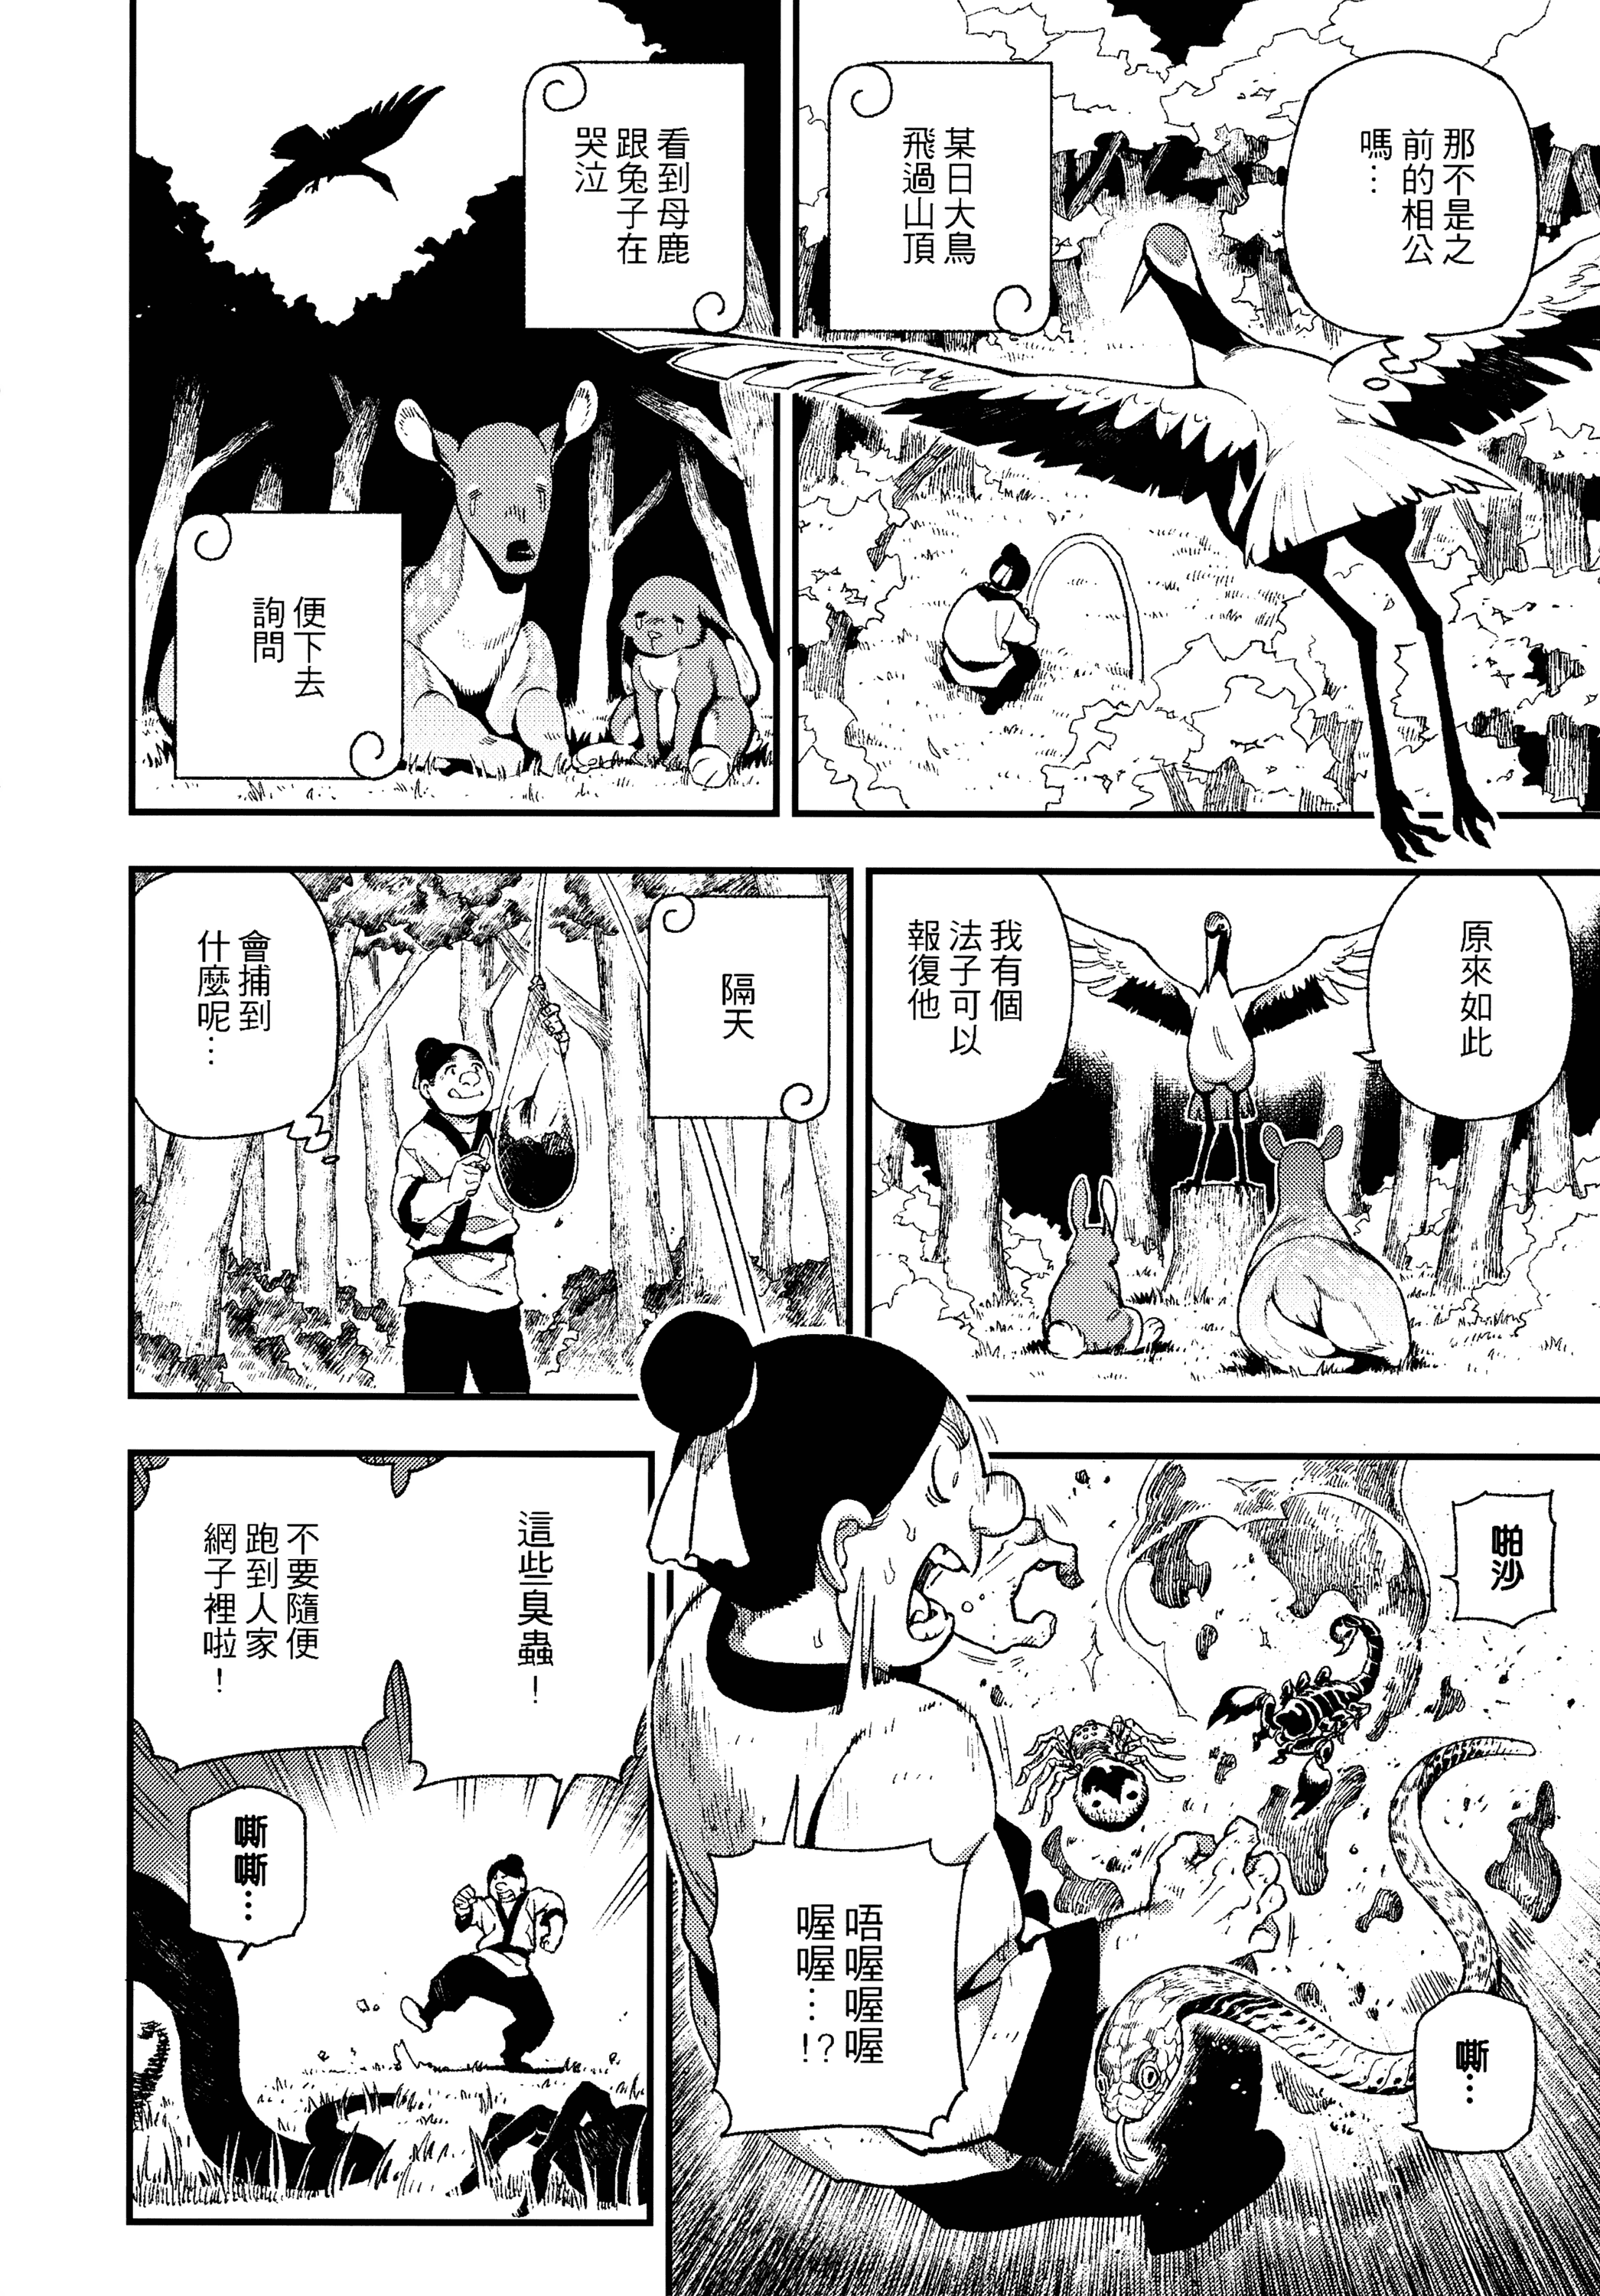 那不是之
前的相公
嗎…
某日大鳥
飛過山頂
看到母鹿
跟兔子在
哭泣
便下去
詢問
原來如此
我有個
法子可以
報復他
隔天
會捕到
什麼呢…
啪沙
嘶…
唔喔喔喔
喔喔…!?
這些臭蟲!
不要隨便
跑到人家
網子裡啦!
嘶嘶…